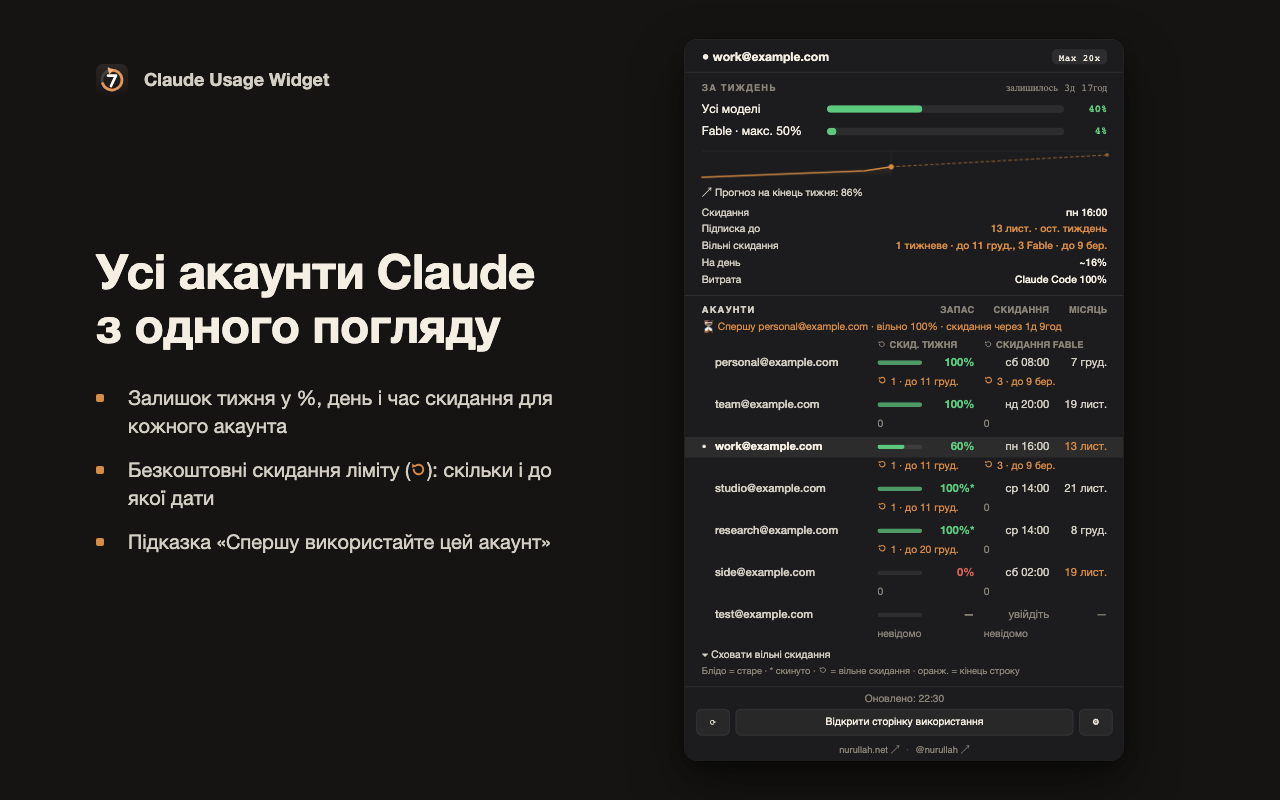 7
Claude Usage Widget
Усі акаунти Claude
з одного погляду
Залишок тижня у %, день і час скидання для
кожного акаунта
Безкоштовні скидання ліміту (↺): скільки і до
якої дати
Підказка «Спершу використайте цей акаунт»
• work@example.com Max 20x
ЗА ТИЖДЕНЬ залишилось 3д 17год
Усі моделі 40%
Fable · макс. 50% 4%
↗ Прогноз на кінець тижня: 86%
Скидання пн 16:00
Підписка до 13 лист. · ост. тиждень
Вільні скидання 1 тижневе · до 11 груд., 3 Fable · до 9 бер.
На день ~16%
Витрата Claude Code 100%
АКАУНТИ ЗАПАС СКИДАННЯ МІСЯЦЬ
⏳ Спершу personal@example.com · вільно 100% · скидання через 1д 9год
↺ СКИД. ТИЖНЯ ↺ СКИДАННЯ FABLE
personal@example.com 100% сб 08:00 7 груд.
↺ 1 · до 11 груд. ↺ 3 · до 9 бер.
team@example.com 100% нд 20:00 19 лист.
0 0
• work@example.com 60% пн 16:00 13 лист.
↺ 1 · до 11 груд. ↺ 3 · до 9 бер.
studio@example.com 100%* ср 14:00 21 лист.
↺ 1 · до 11 груд. 0
research@example.com 100%* ср 14:00 8 груд.
↺ 1 · до 20 груд. 0
side@example.com 0% сб 02:00 19 лист.
0 0
test@example.com — увійдіть —
невідомо невідомо
▾ Сховати вільні скидання
Блідо = старе · * скинуто · ↺ = вільне скидання · оранж. = кінець строку
Оновлено: 22:30
⟳ Відкрити сторінку використання ⚙
nurullah.net ↗ · @nurullah ↗